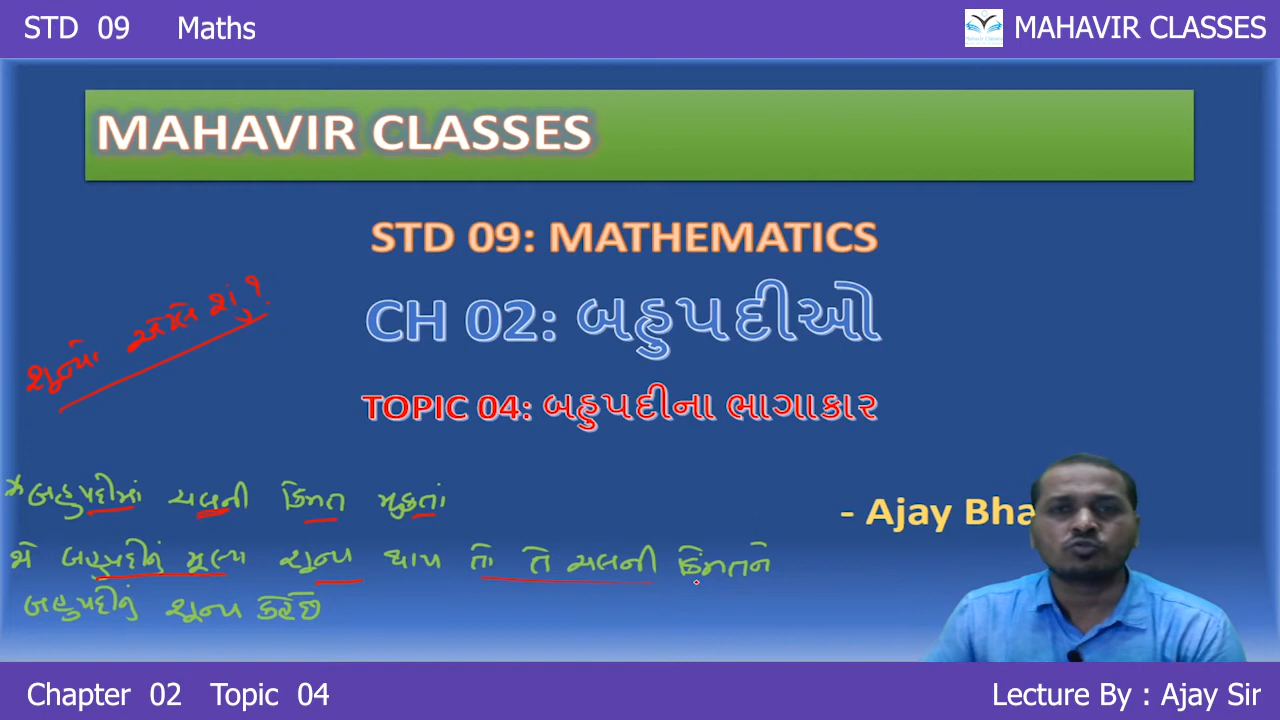 STD 09 Maths
MAHAVIR CLASSES
MAHAVIR CLASSES
STD 09: MATHEMATICS
CH 02: બહુપદીઓ
શૂન્યો એટલે શું ?
TOPIC 04: બહુપદીના ભાગાકાર
* બહુપદીમાં ચલની કિંમત મૂકતાં
- Ajay Bha
જો બહુપદીનું મૂલ્ય શૂન્ય થાય તો તે ચલની કિંમતને
બહુપદીનું શૂન્ય કહે છે
Chapter 02 Topic 04
Lecture By : Ajay Sir